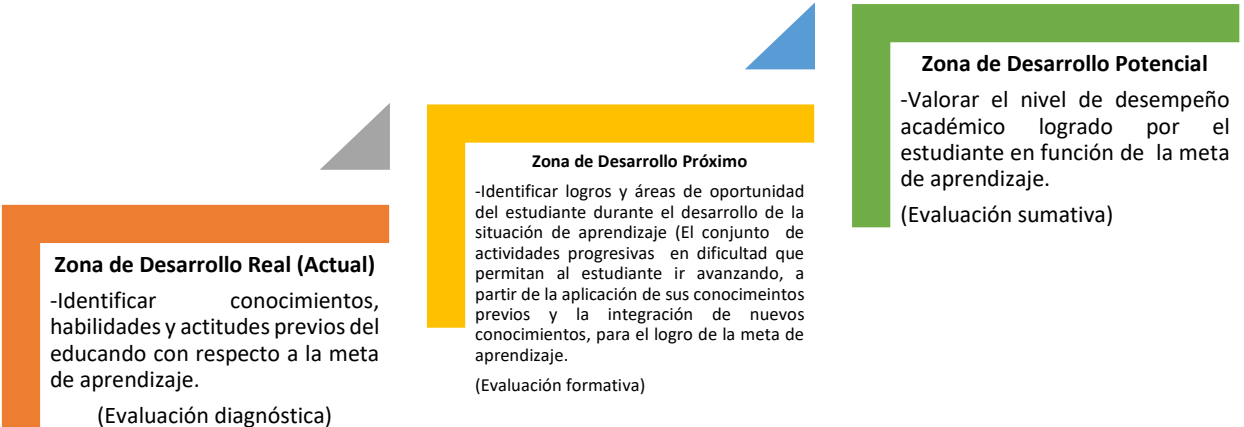 Zona de Desarrollo Real (Actual)
-Identificar conocimientos,
habilidades y actitudes previos del
educando con respecto a la meta
de aprendizaje.
(Evaluación diagnóstica)
Zona de Desarrollo Próximo
-Identificar logros y áreas de oportunidad
del estudiante durante el desarrollo de la
situación de aprendizaje (El conjunto de
actividades progresivas en dificultad que
permitan al estudiante ir avanzando, a
partir de la aplicación de sus conocimeintos
previos y la integración de nuevos
conocimientos, para el logro de la meta de
aprendizaje.
(Evaluación formativa)
Zona de Desarrollo Potencial
-Valorar el nivel de desempeño
académico logrado por el
estudiante en función de la meta
de aprendizaje.
(Evaluación sumativa)